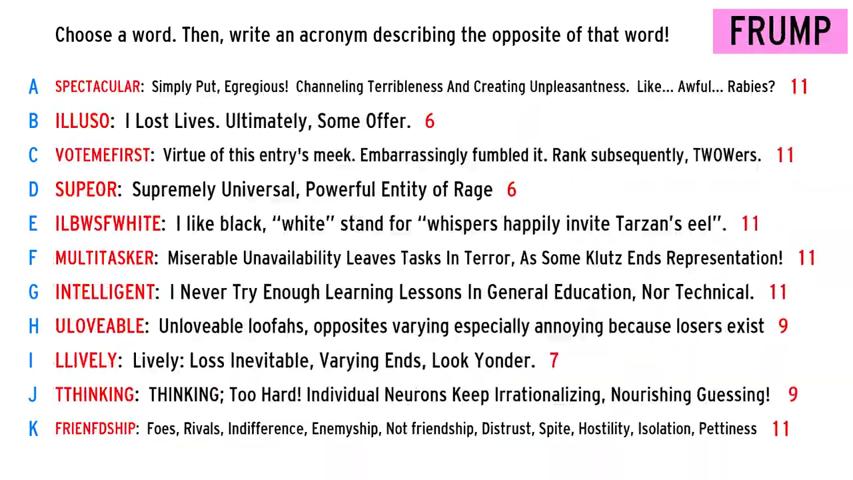 Choose a word. Then, write an acronym describing the opposite of that word!
FRUMP
A SPECTACULAR: Simply Put, Egregious! Channeling Terribleness And Creating Unpleasantness. Like... Awful... Rabies? 11
B ILLUSO: I Lost Lives. Ultimately, Some Offer. 6
C VOTEMEFIRST: Virtue of this entry's meek. Embarrassingly fumbled it. Rank subsequently, TWOWers. 11
D SUPEOR: Supremely Universal, Powerful Entity of Rage 6
E ILBWSFWHITE: I like black, “white” stand for “whispers happily invite Tarzan’s eel”. 11
F MULTITASKER: Miserable Unavailability Leaves Tasks In Terror, As Some Klutz Ends Representation! 11
G INTELLIGENT: I Never Try Enough Learning Lessons In General Education, Nor Technical. 11
H ULOVEABLE: Unloveable loofahs, opposites varying especially annoying because losers exist 9
I LLIVELY: Lively: Loss Inevitable, Varying Ends, Look Yonder. 7
J TTHINKING: THINKING; Too Hard! Individual Neurons Keep Irrationalizing, Nourishing Guessing! 9
K FRIENFDSHIP: Foes, Rivals, Indifference, Enemyship, Not friendship, Distrust, Spite, Hostility, Isolation, Pettiness 11